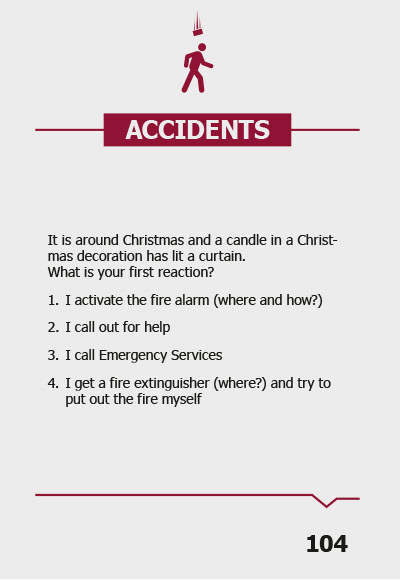 ACCIDENTS
It is around Christmas and a candle in a Christ-
mas decoration has lit a curtain.
What is your first reaction?
1. I activate the fire alarm (where and how?)
2. I call out for help
3. I call Emergency Services
4. I get a fire extinguisher (where?) and try to
put out the fire myself
104